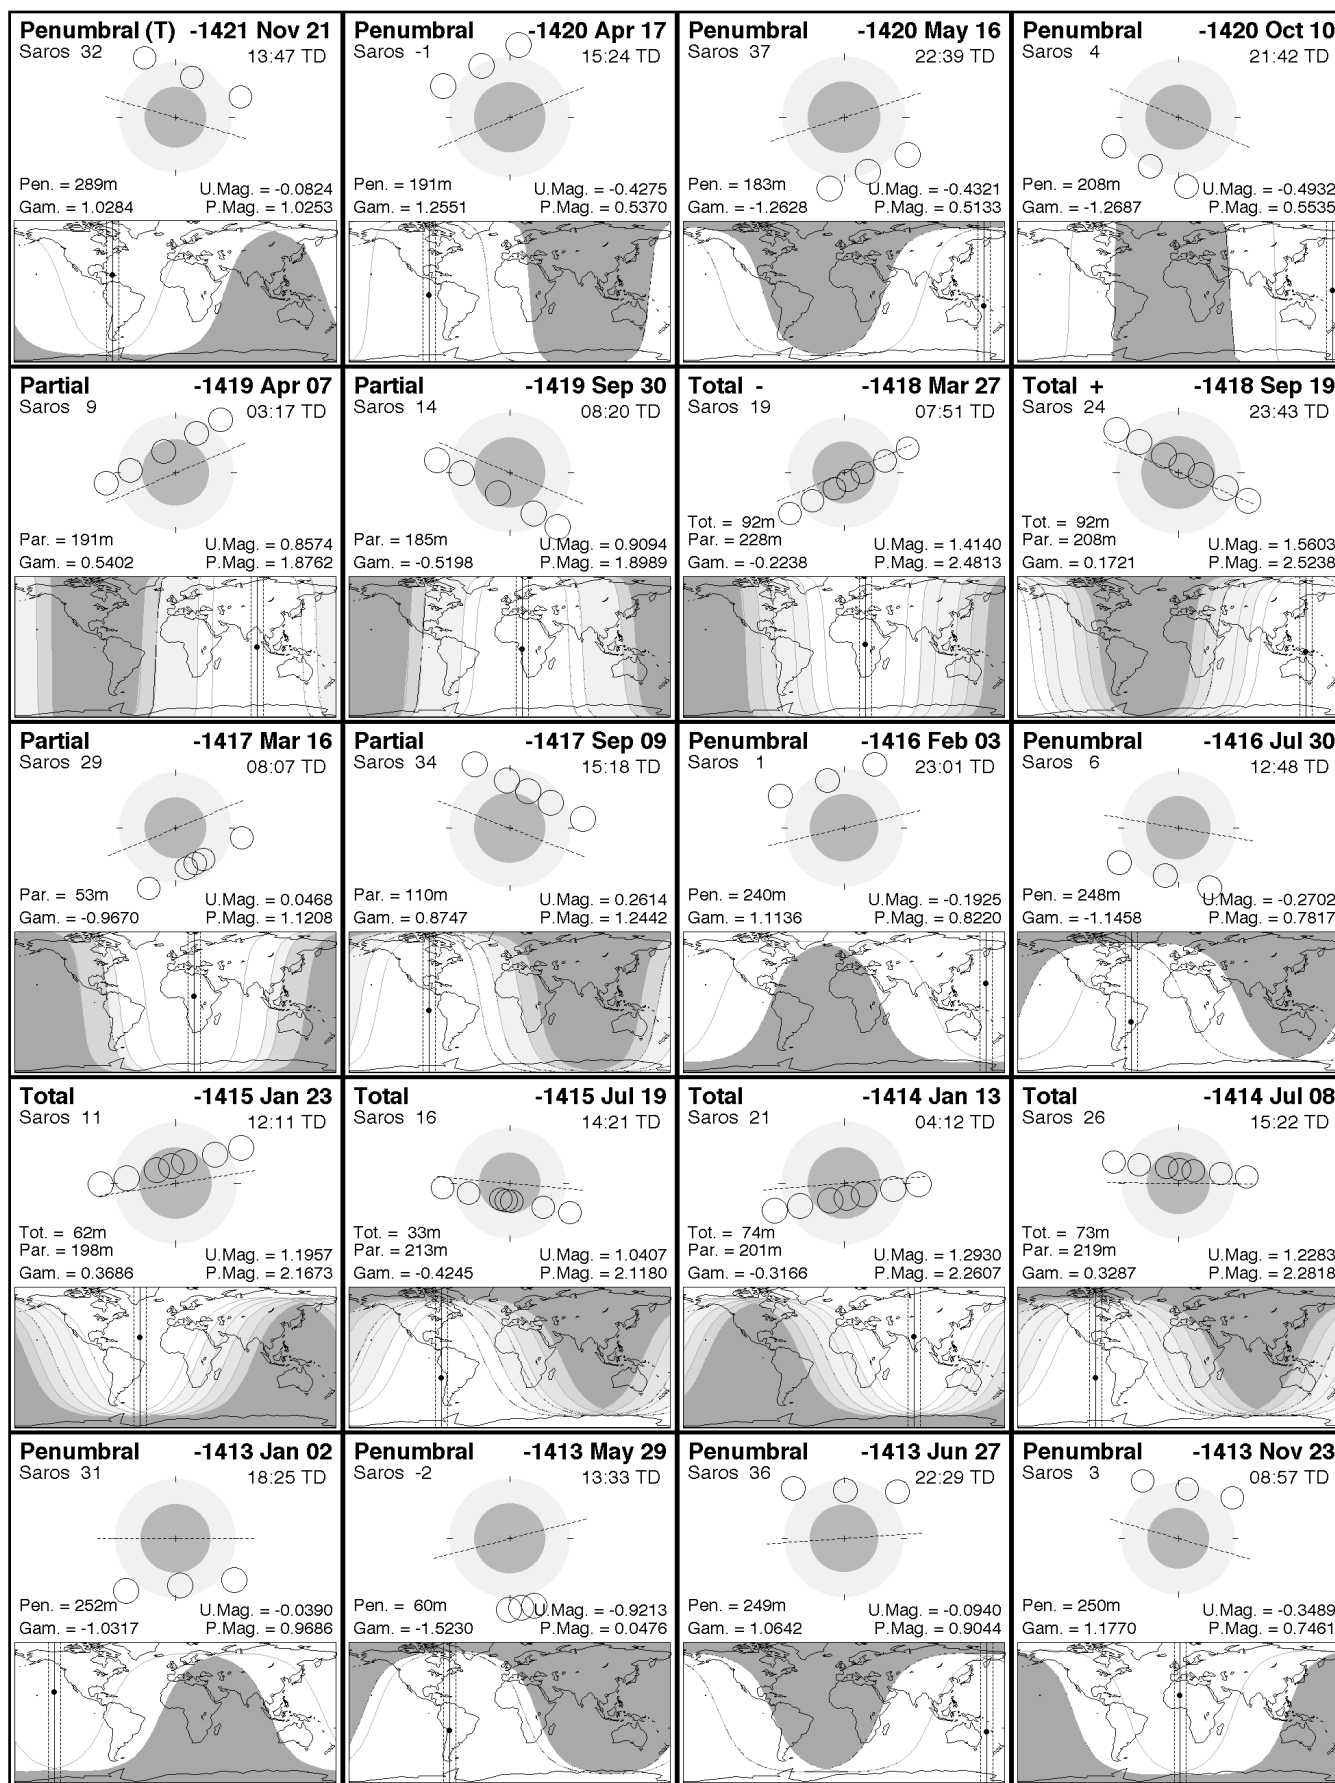 Penumbral (T) -1421 Nov 21
Saros 32 13:47 TD
Pen. = 289m U.Mag. = -0.0824
Gam. = 1.0284 P.Mag. = 1.0253
Penumbral -1420 Apr 17
Saros -1 15:24 TD
Pen. = 191m U.Mag. = -0.4275
Gam. = 1.2551 P.Mag. = 0.5370
Penumbral -1420 May 16
Saros 37 22:39 TD
Pen. = 183m U.Mag. = -0.4321
Gam. = -1.2628 P.Mag. = 0.5133
Penumbral -1420 Oct 10
Saros 4 21:42 TD
Pen. = 208m U.Mag. = -0.4932
Gam. = -1.2687 P.Mag. = 0.5535
Partial -1419 Apr 07
Saros 9 03:17 TD
Par. = 191m U.Mag. = 0.8574
Gam. = 0.5402 P.Mag. = 1.8762
Partial -1419 Sep 30
Saros 14 08:20 TD
Par. = 185m U.Mag. = 0.9094
Gam. = -0.5198 P.Mag. = 1.8989
Total - -1418 Mar 27
Saros 19 07:51 TD
Tot. = 92m
Par. = 228m U.Mag. = 1.4140
Gam. = -0.2238 P.Mag. = 2.4813
Total + -1418 Sep 19
Saros 24 23:43 TD
Tot. = 92m
Par. = 208m U.Mag. = 1.5603
Gam. = 0.1721 P.Mag. = 2.5238
Partial -1417 Mar 16
Saros 29 08:07 TD
Par. = 53m U.Mag. = 0.0468
Gam. = -0.9670 P.Mag. = 1.1208
Partial -1417 Sep 09
Saros 34 15:18 TD
Par. = 110m U.Mag. = 0.2614
Gam. = 0.8747 P.Mag. = 1.2442
Penumbral -1416 Feb 03
Saros 1 23:01 TD
Pen. = 240m U.Mag. = -0.1925
Gam. = 1.1136 P.Mag. = 0.8220
Penumbral -1416 Jul 30
Saros 6 12:48 TD
Pen. = 248m U.Mag. = -0.2702
Gam. = -1.1458 P.Mag. = 0.7817
Total -1415 Jan 23
Saros 11 12:11 TD
Tot. = 62m
Par. = 198m U.Mag. = 1.1957
Gam. = 0.3686 P.Mag. = 2.1673
Total -1415 Jul 19
Saros 16 14:21 TD
Tot. = 33m
Par. = 213m U.Mag. = 1.0407
Gam. = -0.4245 P.Mag. = 2.1180
Total -1414 Jan 13
Saros 21 04:12 TD
Tot. = 74m
Par. = 201m U.Mag. = 1.2930
Gam. = -0.3166 P.Mag. = 2.2607
Total -1414 Jul 08
Saros 26 15:22 TD
Tot. = 73m
Par. = 219m U.Mag. = 1.2283
Gam. = 0.3287 P.Mag. = 2.2818
Penumbral -1413 Jan 02
Saros 31 18:25 TD
Pen. = 252m U.Mag. = -0.0390
Gam. = -1.0317 P.Mag. = 0.9686
Penumbral -1413 May 29
Saros -2 13:33 TD
Pen. = 60m U.Mag. = -0.9213
Gam. = -1.5230 P.Mag. = 0.0476
Penumbral -1413 Jun 27
Saros 36 22:29 TD
Pen. = 249m U.Mag. = -0.0940
Gam. = 1.0642 P.Mag. = 0.9044
Penumbral -1413 Nov 23
Saros 3 08:57 TD
Pen. = 250m U.Mag. = -0.3489
Gam. = 1.1770 P.Mag. = 0.7461